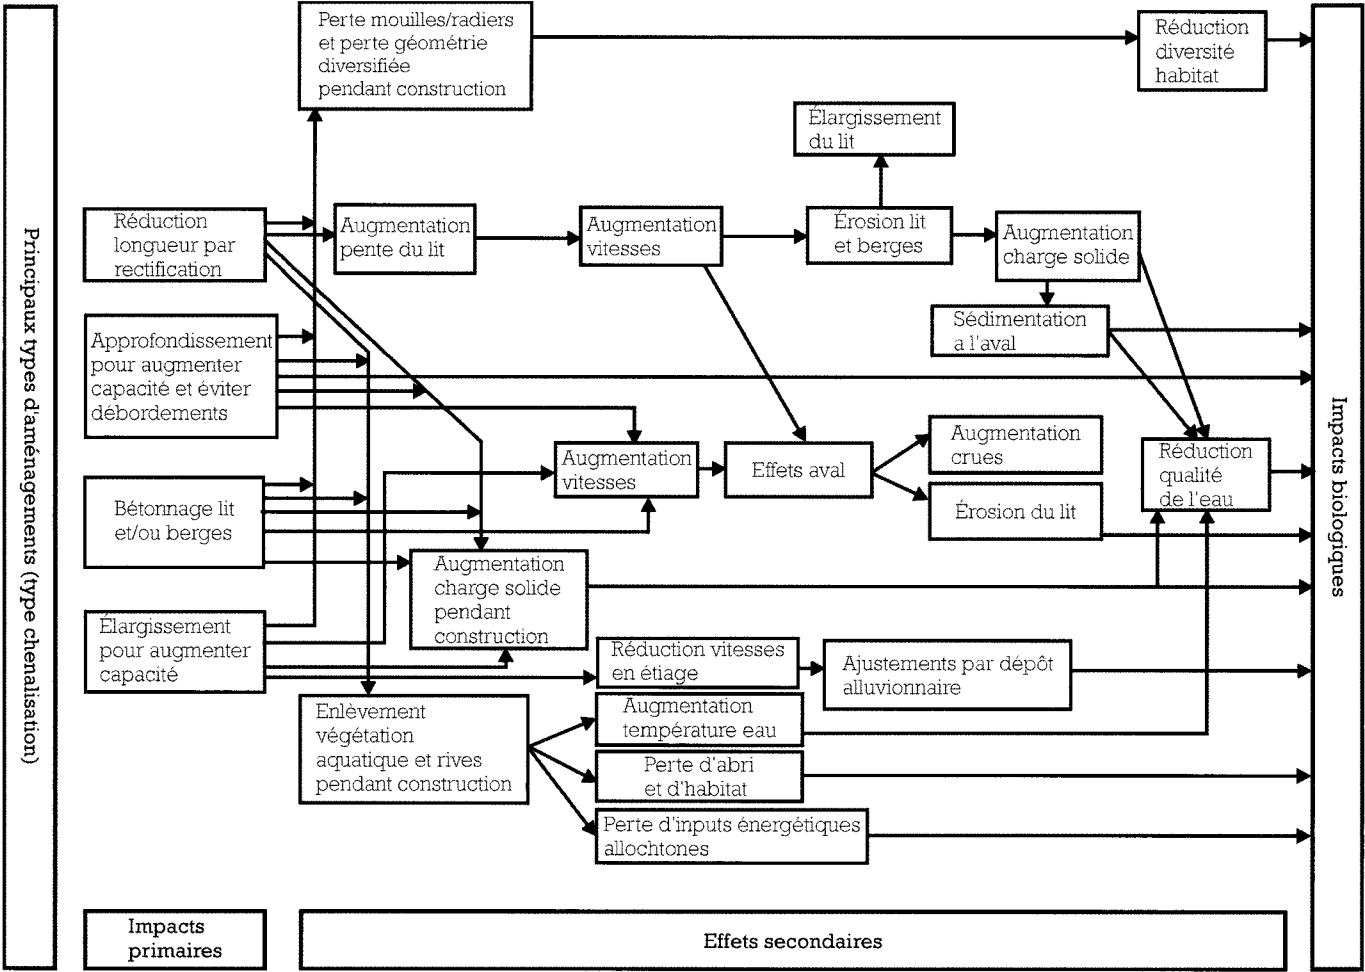 Principaux types d'aménagements (type chenalisation)
Perte mouilles/radiers
et perte géométrie
diversifiée
pendant construction
Réduction
diversité
habitat
Élargissement
du lit
Réduction
longueur par
rectification
Augmentation
pente du lit
Augmentation
vitesses
Érosion lit
et berges
Augmentation
charge solide
Sédimentation
a l'aval
Approfondissement
pour augmenter
capacité et éviter
débordements
Augmentation
vitesses
Effets aval
Augmentation
crues
Érosion du lit
Réduction
qualité
de l'eau
Bétonnage lit
et/ou berges
Augmentation
charge solide
pendant
construction
Élargissement
pour augmenter
capacité
Réduction vitesses
en étiage
Ajustements par dépôt
alluvionnaire
Enlèvement
végétation
aquatique et rives
pendant construction
Augmentation
température eau
Perte d'abri
et d'habitat
Perte d'inputs énergétiques
allochtones
Impacts biologiques
Impacts
primaires
Effets secondaires